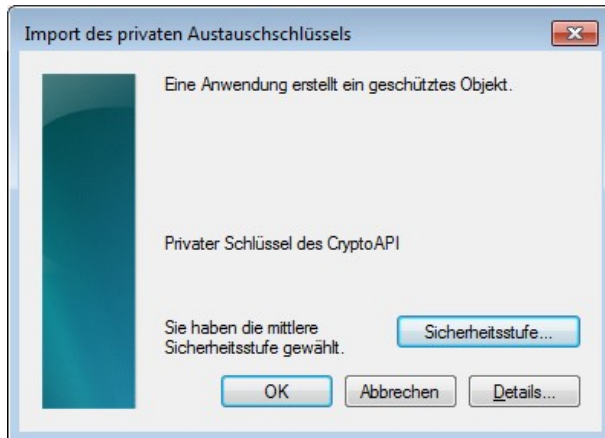 Import des privaten Austauschschlüssels
Eine Anwendung erstellt ein geschütztes Objekt.
Privater Schlüssel des CryptoAPI
Sie haben die mittlere
Sicherheitsstufe gewählt.
Sicherheitsstufe...
OK
Abbrechen
Details...